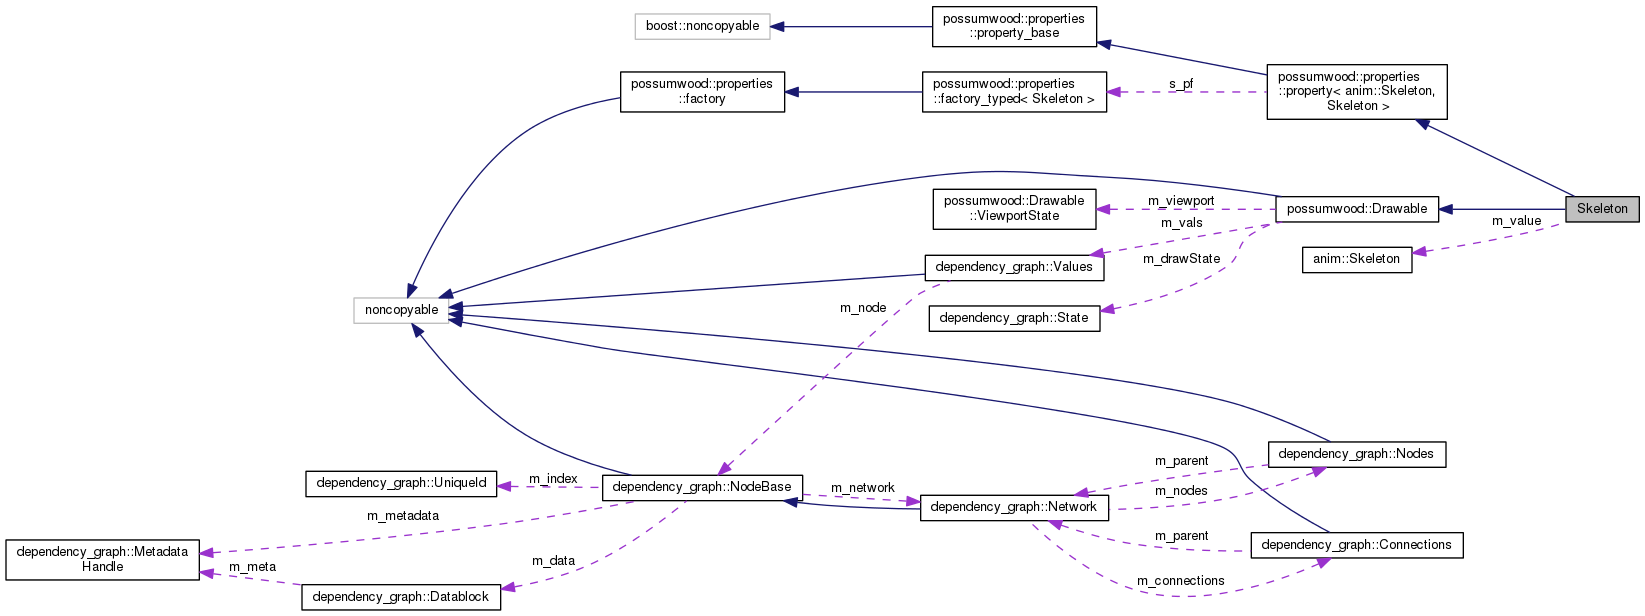 boost::noncopyable
possumwood::properties
::property_base
possumwood::properties
::factory
possumwood::properties
::factory_typed< Skeleton >
s_pf
possumwood::properties
::property< anim::Skeleton,
Skeleton >
possumwood::Drawable
::ViewportState
m_viewport
possumwood::Drawable
Skeleton
m_vals
m_value
m_drawState
anim::Skeleton
dependency_graph::Values
noncopyable
m_node
dependency_graph::State
dependency_graph::Nodes
m_parent
m_nodes
dependency_graph::UniqueId
m_index
dependency_graph::NodeBase
m_network
dependency_graph::Network
m_metadata
m_parent
dependency_graph::Connections
dependency_graph::Metadata
Handle
m_meta
m_data
m_connections
dependency_graph::Datablock